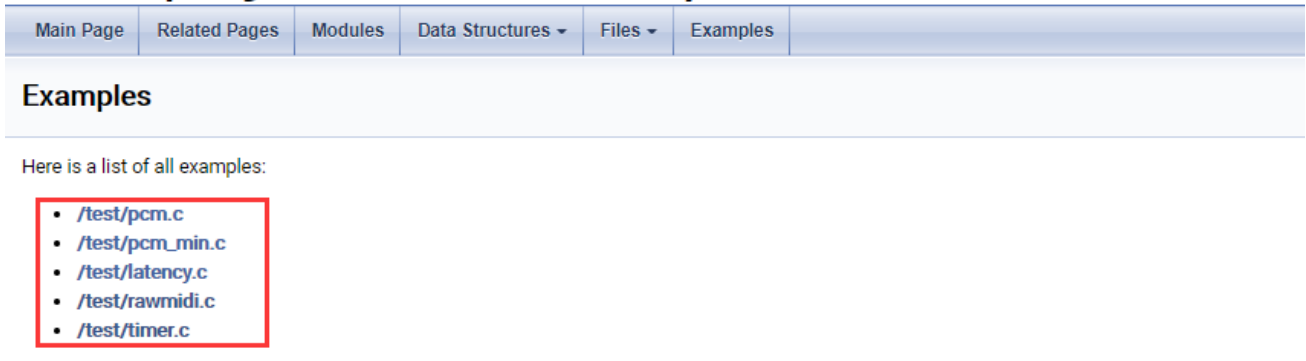 Main Page Related Pages Modules Data Structures Files Examples
Examples
Here is a list of all examples:
• /test/pcm.c
• /test/pcm_min.c
• /test/latency.c
• /test/rawmidi.c
• /test/timer.c